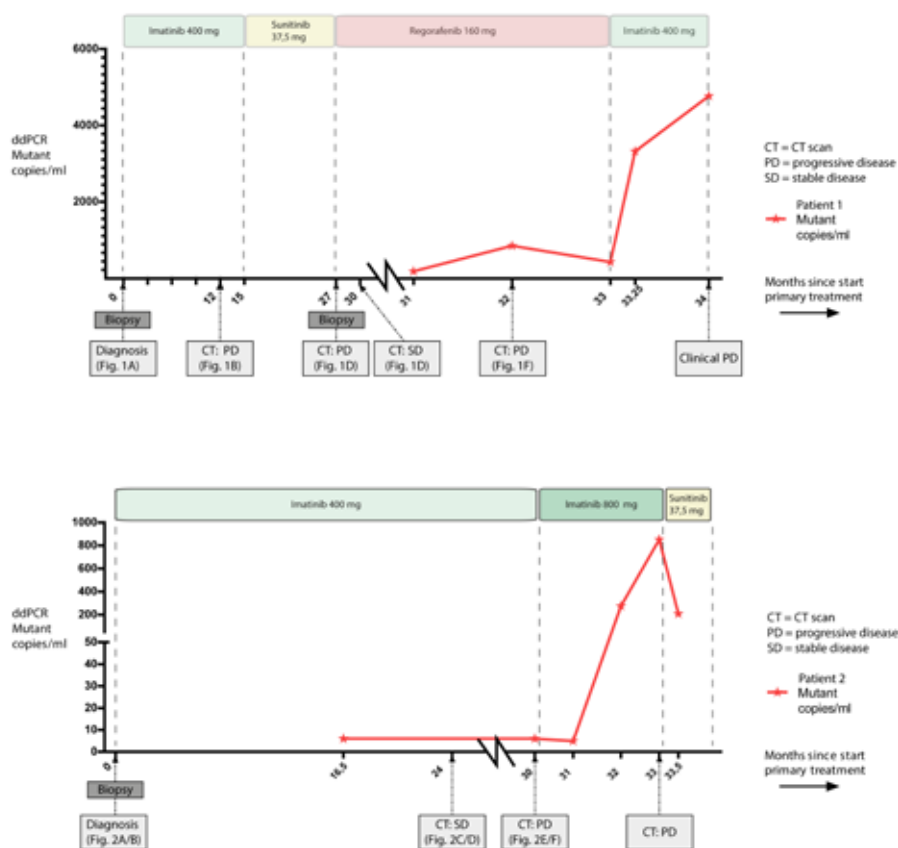 Imatinib 400 mg
Sunitinib
37,5 mg
Regorafenib 160 mg
Imatinib 400 mg
6000
4000
2000
ddPCR
Mutant
copies/ml
CT = CT scan
PD = progressive disease
SD = stable disease
Patient 1
Mutant
copies/ml
0
12
15
27
30
31
32
33
33,25
34
Months since start
primary treatment
Biopsy
Biopsy
Diagnosis
(Fig. 1A)
CT: PD
(Fig. 1B)
CT: PD
(Fig. 1D)
CT: SD
(Fig. 1D)
CT: PD
(Fig. 1F)
Clinical PD
Imatinib 400 mg
Imatinib 800 mg
Sunitinib
37,5 mg
1000
800
600
400
200
50
40
30
20
10
0
ddPCR
Mutant
copies/ml
CT = CT scan
PD = progressive disease
SD = stable disease
Patient 2
Mutant
copies/ml
0
16,5
24
30
31
32
33
33,5
Months since start
primary treatment
Biopsy
Diagnosis
(Fig. 2A/B)
CT: SD
(Fig. 2C/D)
CT: PD
(Fig. 2E/F)
CT: PD